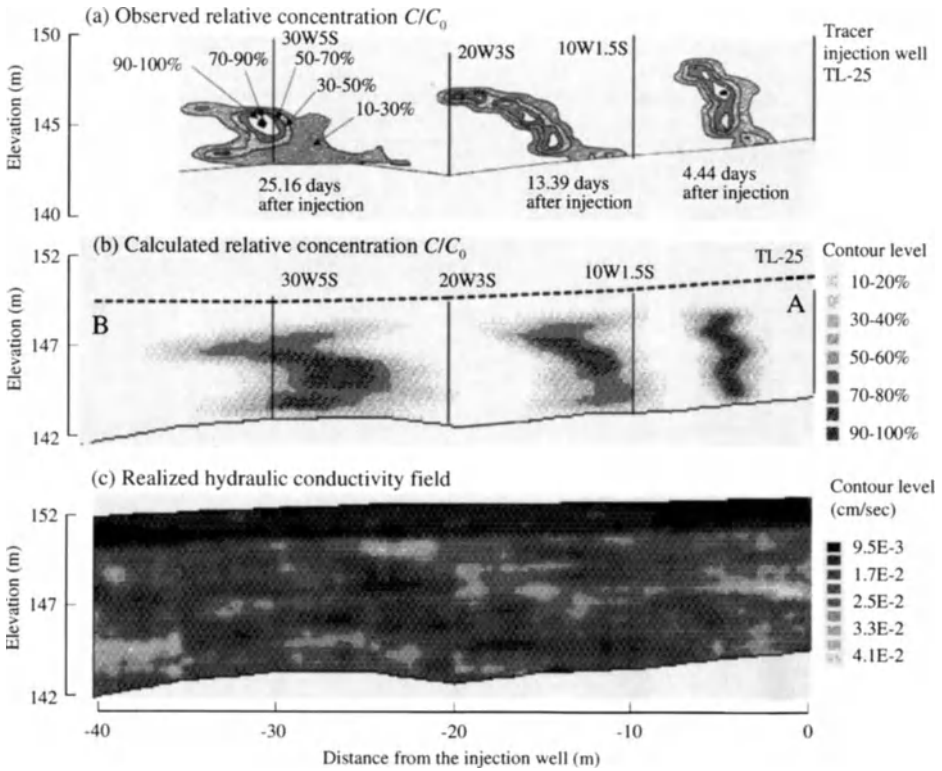 (a) Observed relative concentration C/C₀
150
145
140
Elevation (m)
30W5S
90-100%
70-90%
50-70%
30-50%
10-30%
20W3S
10W1.5S
Tracer
injection well
TL-25
25.16 days
after injection
13.39 days
after injection
4.44 days
after injection
(b) Calculated relative concentration C/C₀
152
147
142
Elevation (m)
30W5S
20W3S
10W1.5S
TL-25
B
A
Contour level
10-20%
30-40%
50-60%
70-80%
90-100%
(c) Realized hydraulic conductivity field
152
147
142
Elevation (m)
Contour level
(cm/sec)
9.5E-3
1.7E-2
2.5E-2
3.3E-2
4.1E-2
-40
-30
-20
-10
0
Distance from the injection well (m)